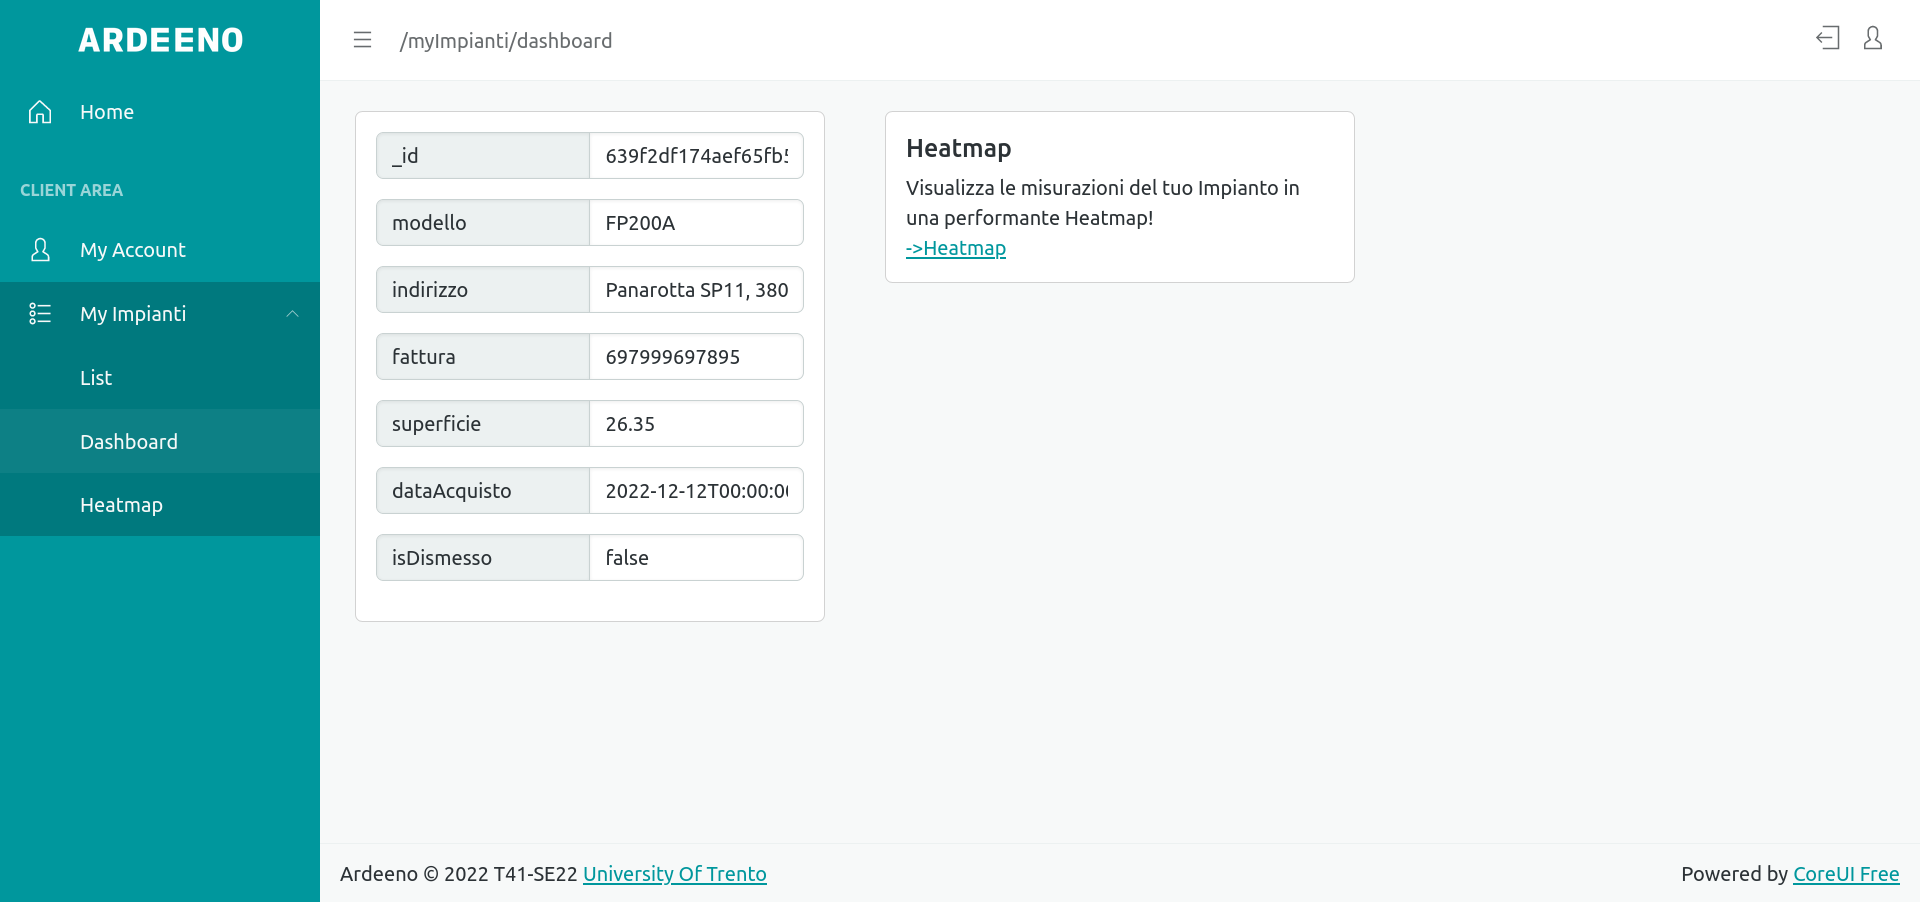 ARDEENO
Home
CLIENT AREA
My Account
My Impianti
List
Dashboard
Heatmap
/myImpianti/dashboard
_id 639f2df174aef65fb
modello FP200A
indirizzo Panarotta SP11, 380
fattura 697999697895
superficie 26.35
dataAcquisto 2022-12-12T00:00:0
isDismesso false
Heatmap
Visualizza le misurazioni del tuo Impianto in
una performante Heatmap!
->Heatmap
Ardeeno © 2022 T41-SE22 University Of Trento
Powered by CoreUI Free